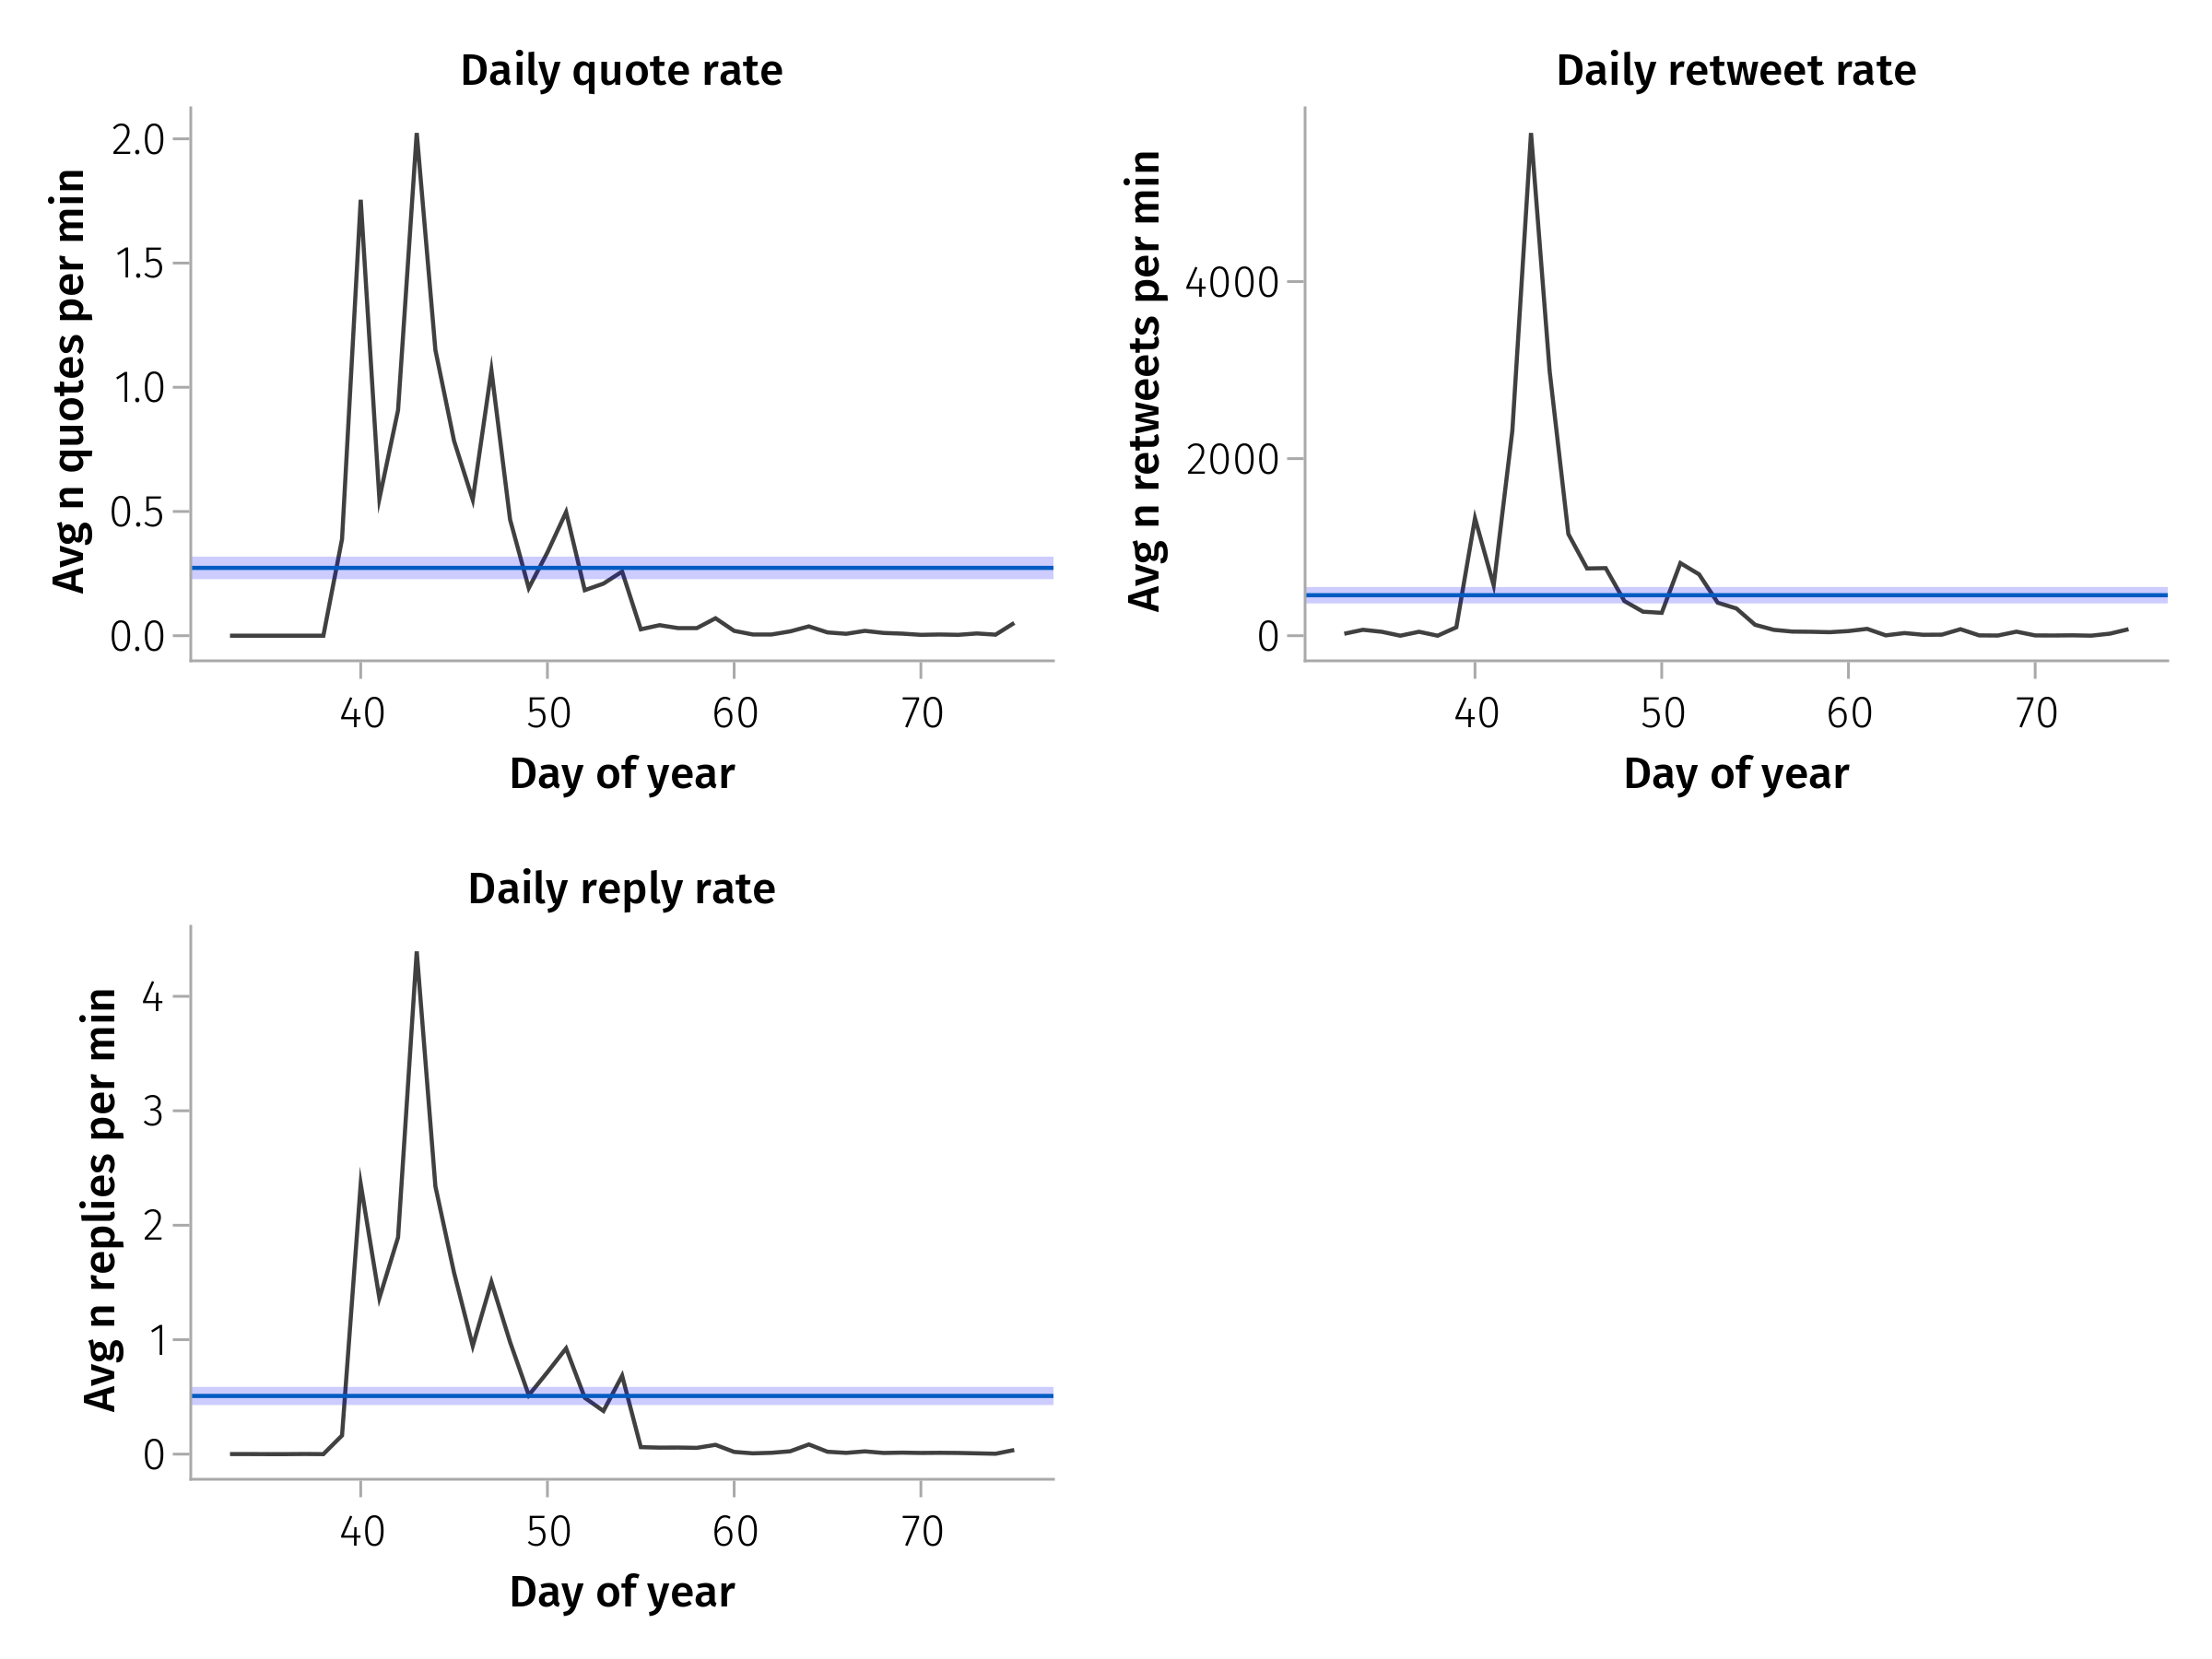 Daily quote rate
Avg n quotes per min
2.0
1.5
1.0
0.5
0.0
40 50 60 70
Day of year
Daily retweet rate
Avg n retweets per min
4000
2000
0
40 50 60 70
Day of year
Daily reply rate
Avg n replies per min
4
3
2
1
0
40 50 60 70
Day of year